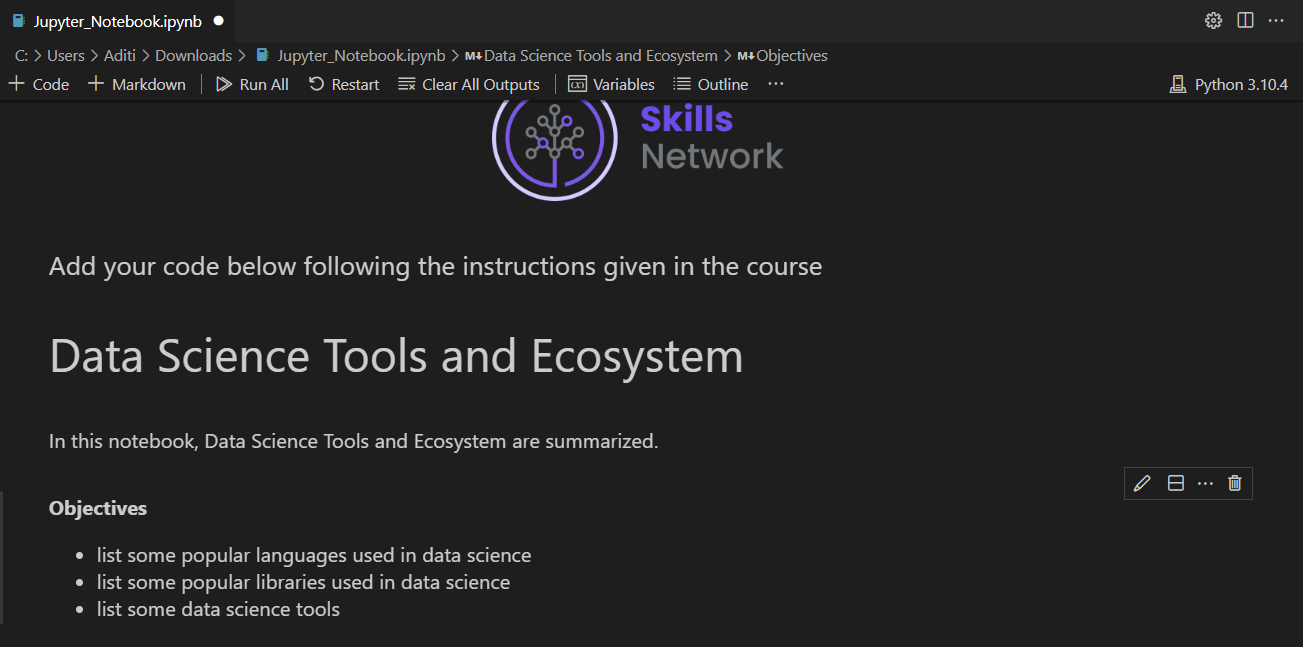 Jupyter_Notebook.ipynb
C: > Users > Aditi > Downloads > Jupyter_Notebook.ipynb > M↓Data Science Tools and Ecosystem > M↓Objectives
+ Code + Markdown | Run All Restart Clear All Outputs | Variables Outline ··· Python 3.10.4
Skills
Network
Add your code below following the instructions given in the course
Data Science Tools and Ecosystem
In this notebook, Data Science Tools and Ecosystem are summarized.
Objectives
• list some popular languages used in data science
• list some popular libraries used in data science
• list some data science tools